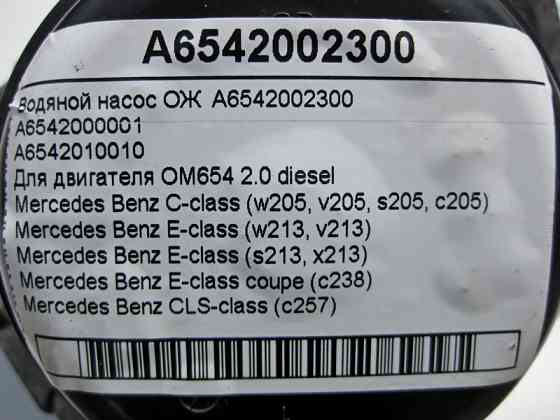 A6542002300
Водяной насос ОЖ A6542002300
A6542000001
A6542010010
Для двигателя OM654 2.0 diesel
Mercedes Benz C-class (w205, v205, s205, c205)
Mercedes Benz E-class (w213, v213)
Mercedes Benz E-class (s213, x213)
Mercedes Benz E-class coupe (c238)
Mercedes Benz CLS-class (c257)